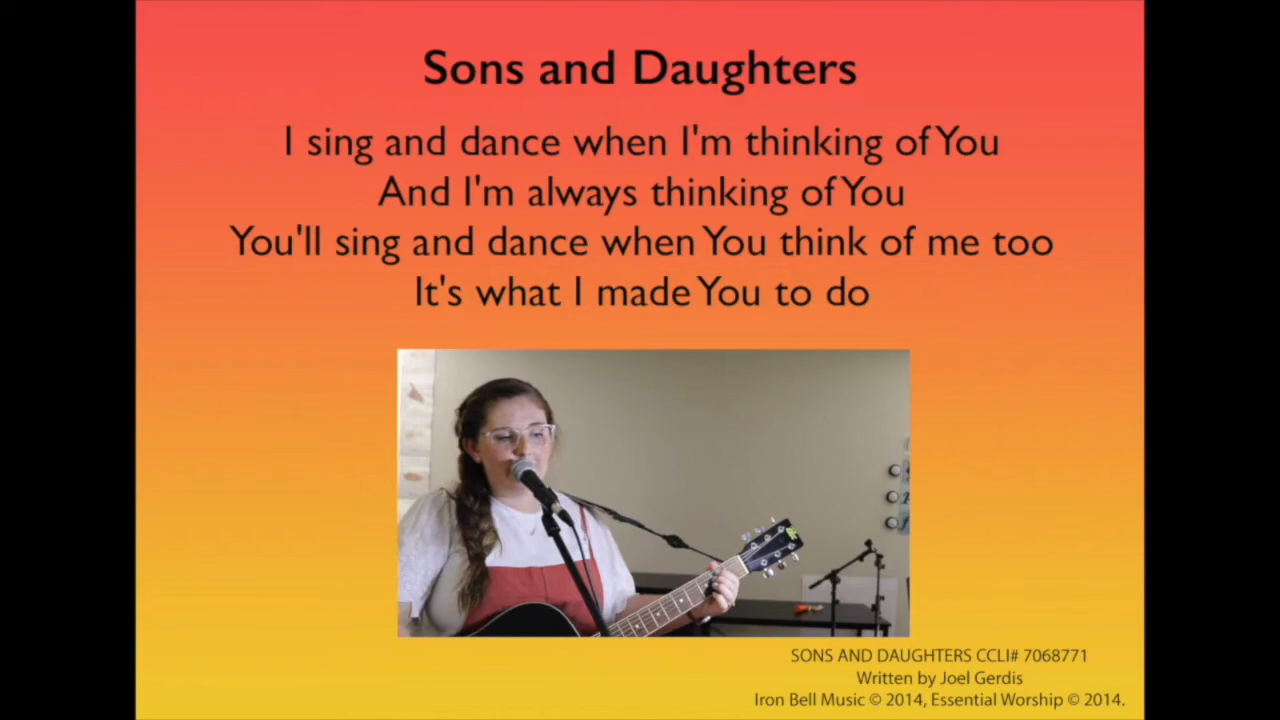 Sons and Daughters
I sing and dance when I'm thinking of You
And I'm always thinking of You
You'll sing and dance when You think of me too
It's what I made You to do
SONS AND DAUGHTERS CCLI# 7068771
Written by Joel Gerdis
Iron Bell Music © 2014, Essential Worship © 2014.